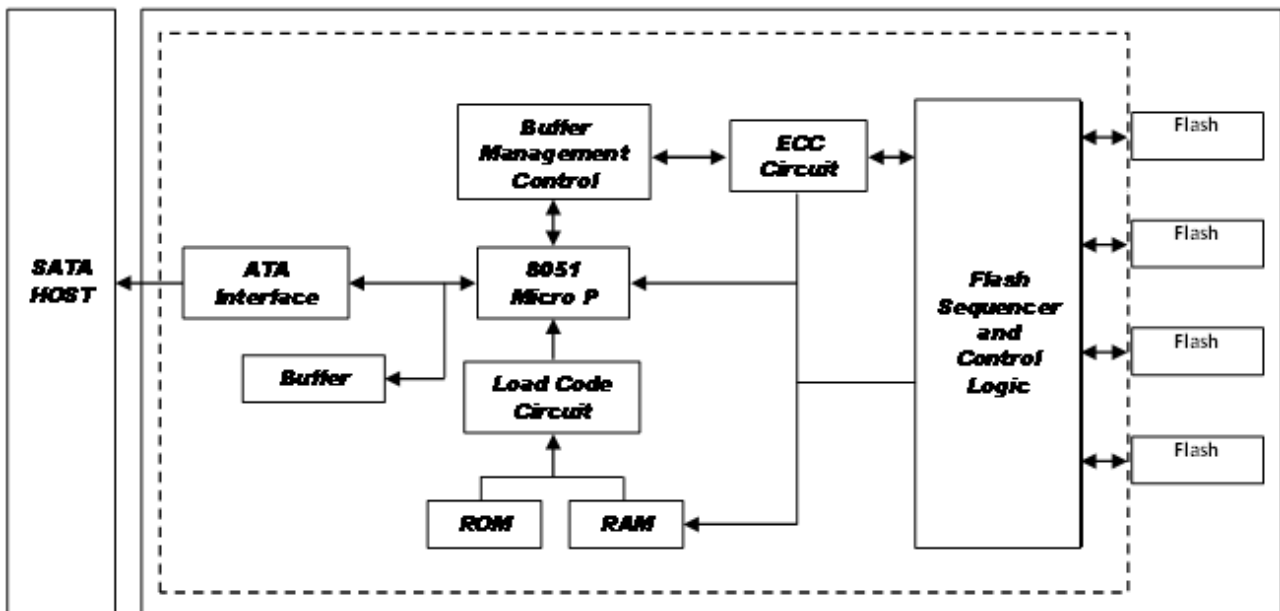 SATA
HOST
ATA
Interface
Buffer
Buffer
Management
Control
8051
Micro P
Load Code
Circuit
ROM
RAM
ECC
Circuit
Flash
Sequencer
and
Control
Logic
Flash
Flash
Flash
Flash